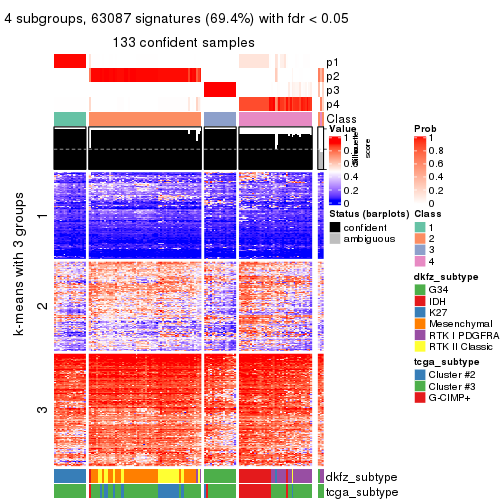 4 subgroups, 63087 signatures (69.4%) with fdr < 0.05
133 confident samples
p1
p2
p3
p4
Class
Silhouette
score
k-means with 3 groups
1
2
3
dkfz_subtype
tcga_subtype
Value
1
0.8
0.6
0.4
0.2
0
Prob
1
0.8
0.6
0.4
0.2
0
Status (barplots)
confident
ambiguous
Class
1
2
3
4
dkfz_subtype
G34
IDH
K27
Mesenchymal
RTK I PDGFRA
RTK II Classic
tcga_subtype
Cluster #2
Cluster #3
G-CIMP+